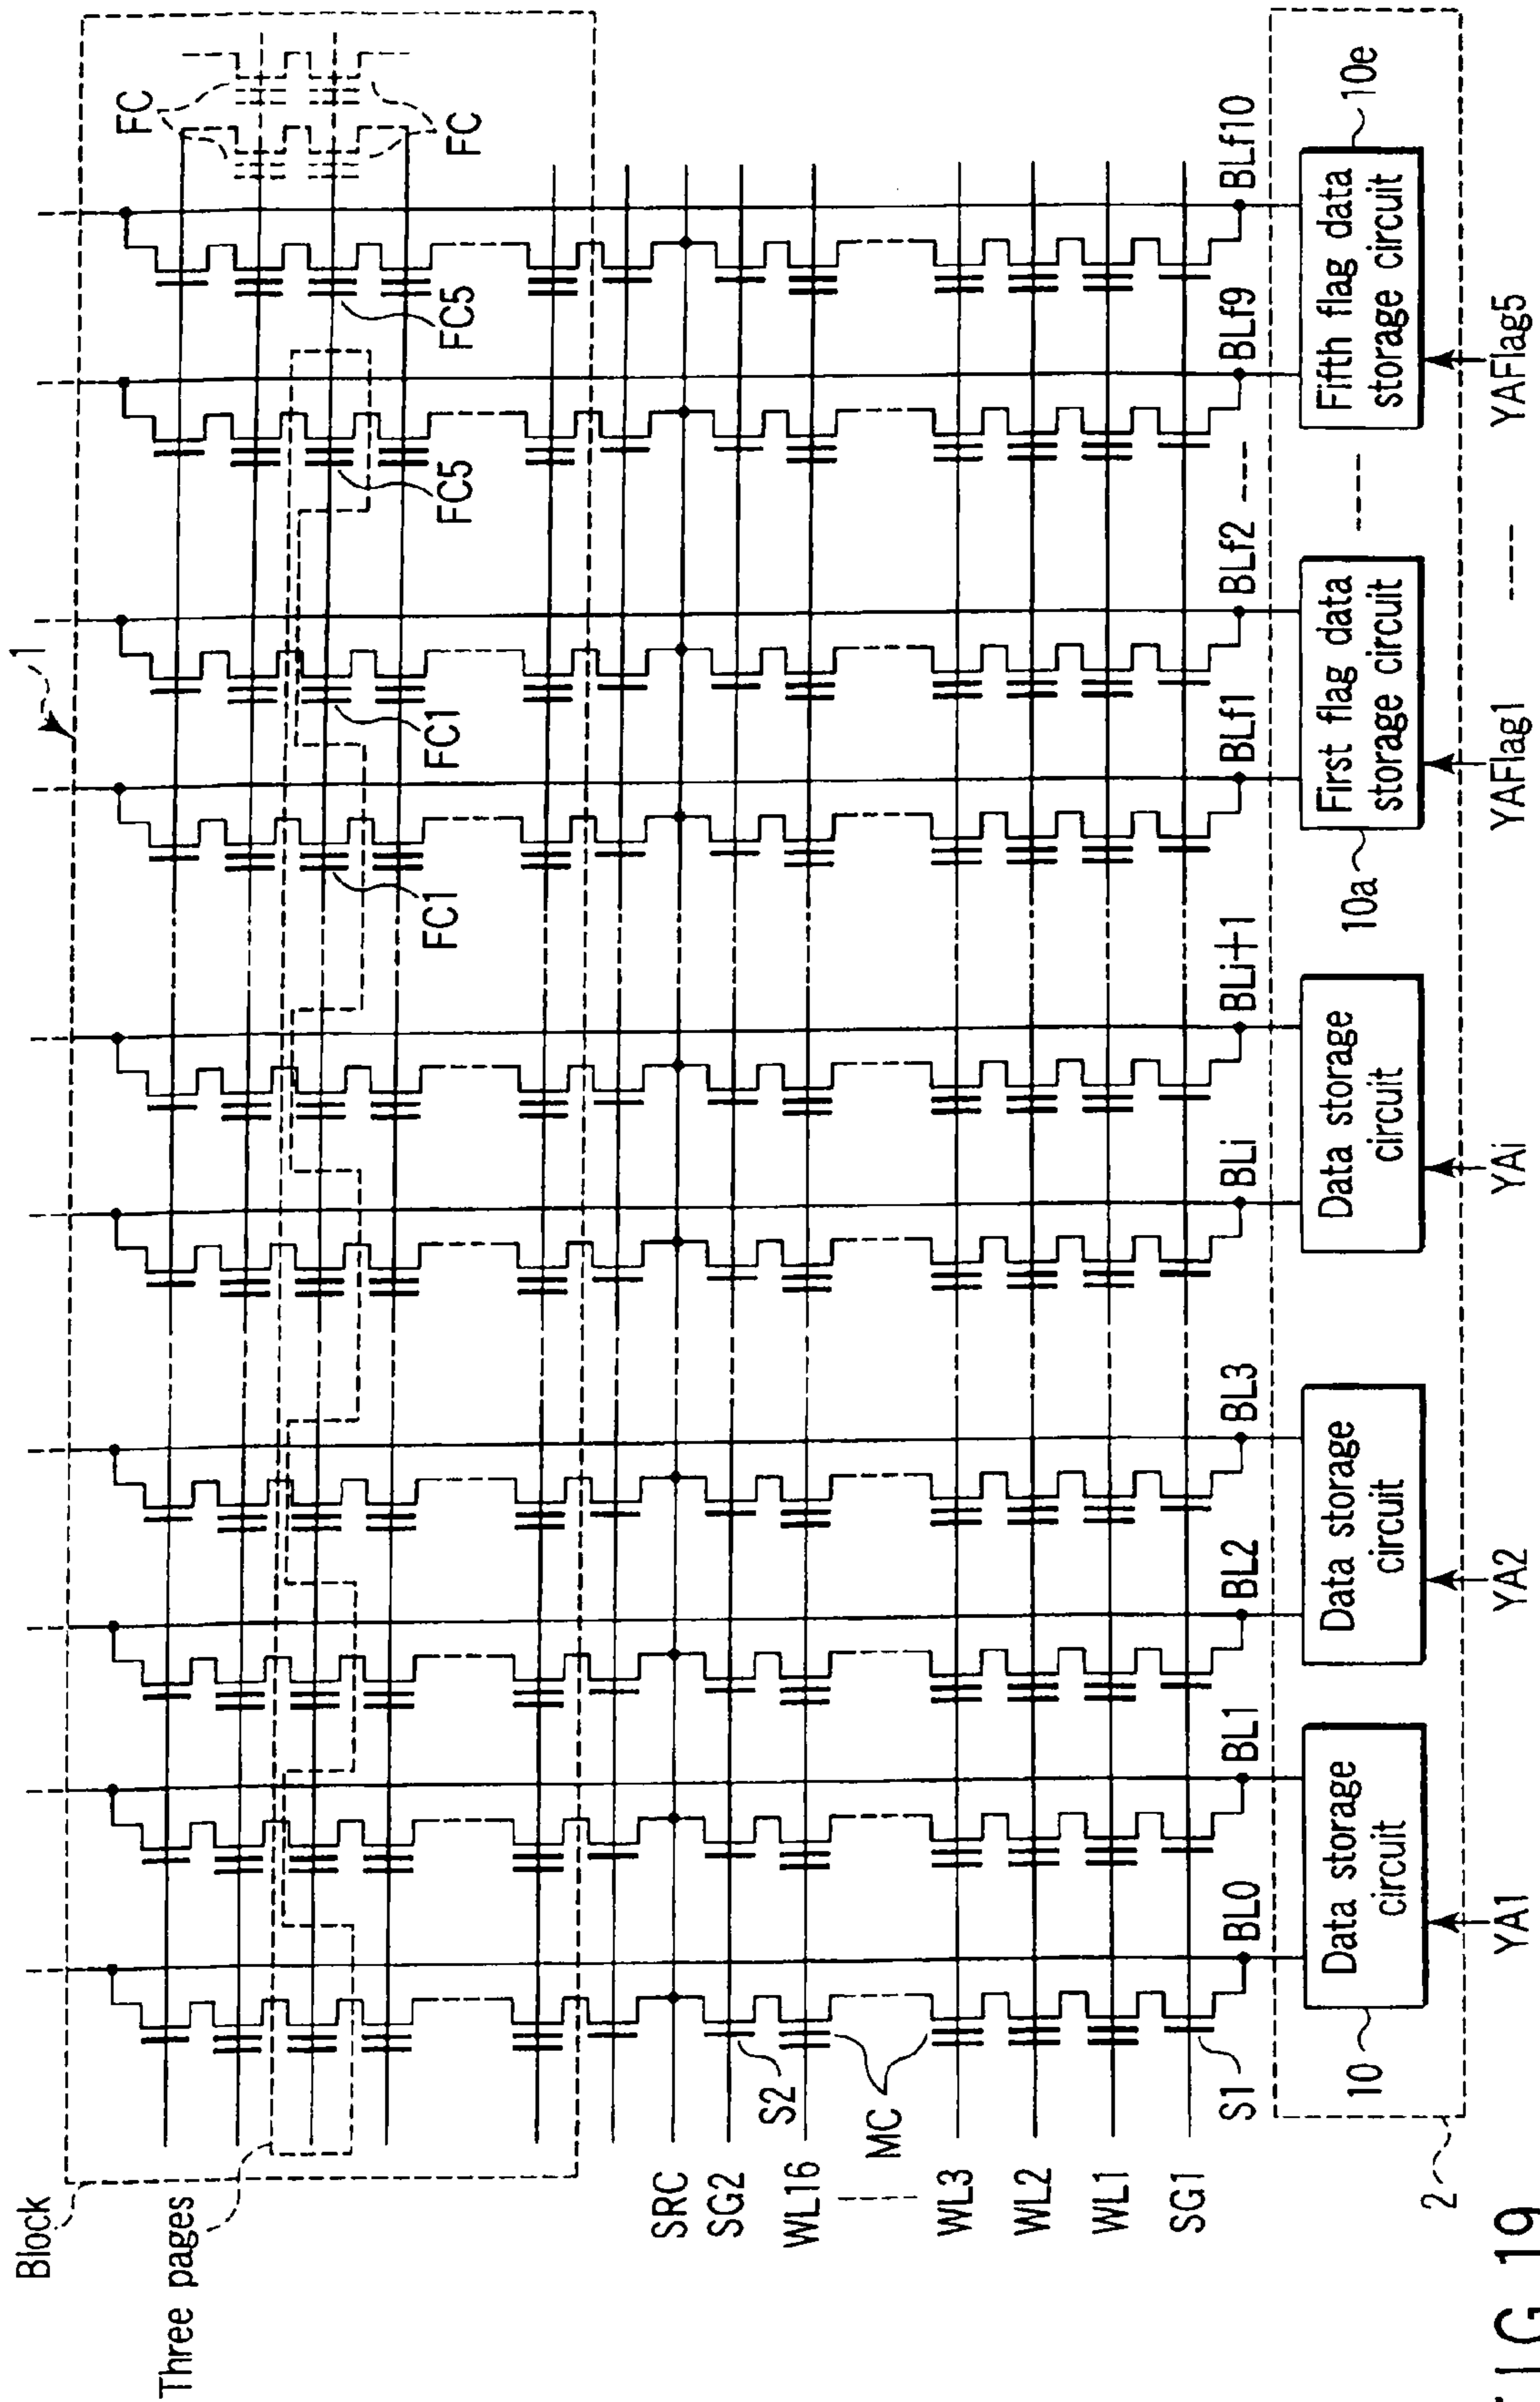 1
Block
Three pages
FC
FC
FC1
FC1
FC5
FC5
SRC
SG2
WL16
WL3
WL2
WL1
SG1
S2
MC
S1
BL0
BL1
BL2
BL3
BLi
BLi+1
BLf1
BLf2
BLf9
BLf10
2
10
Data storage
circuit
Data storage
circuit
Data storage
circuit
10a
First flag data
storage circuit
Fifth flag data
storage circuit
10e
YA1
YA2
YAi
YAFlag1
YAFlag5
FIG. 19